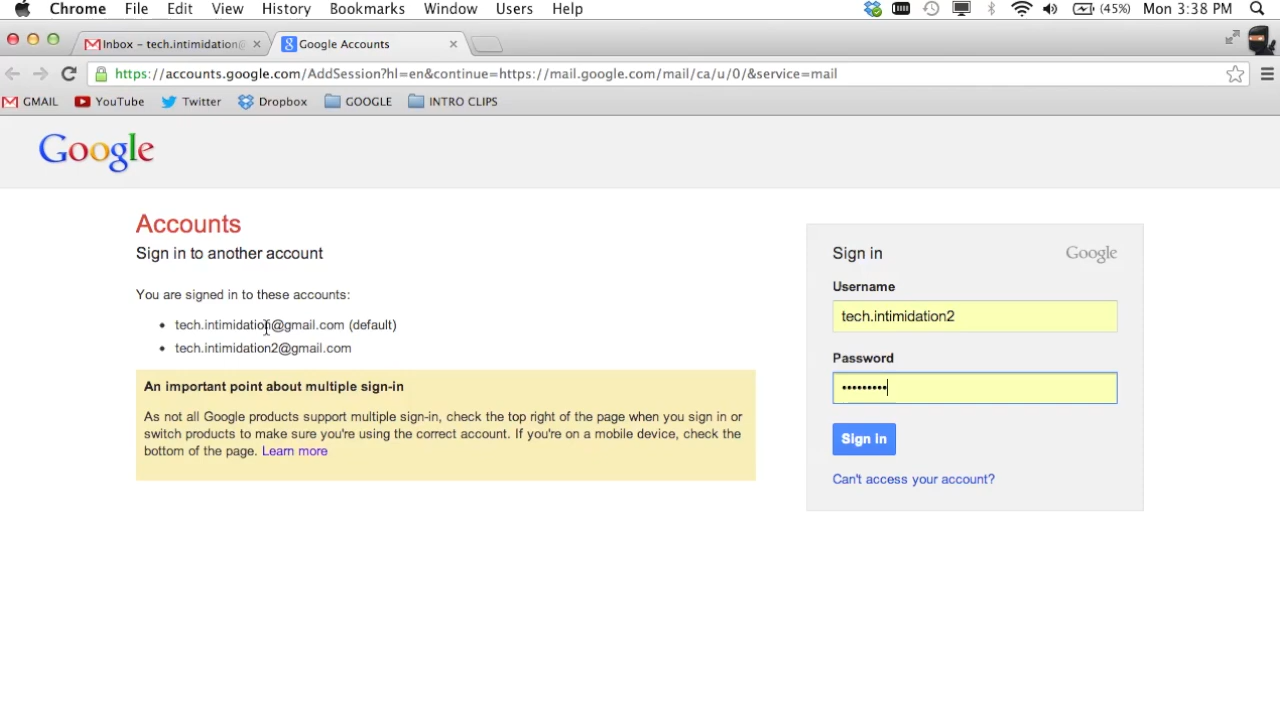 Chrome File Edit View History Bookmarks Window Users Help (45%) Mon 3:38 PM
Inbox - tech.intimidation@ Google Accounts
https://accounts.google.com/AddSession?hl=en&continue=https://mail.google.com/mail/ca/u/0/&service=mail
GMAIL YouTube Twitter Dropbox GOOGLE INTRO CLIPS
Google
Accounts
Sign in to another account
You are signed in to these accounts:
• tech.intimidation@gmail.com (default)
• tech.intimidation2@gmail.com
An important point about multiple sign-in
As not all Google products support multiple sign-in, check the top right of the page when you sign in or
switch products to make sure you're using the correct account. If you're on a mobile device, check the
bottom of the page. Learn more
Sign in Google
Username
tech.intimidation2
Password
•••••••••
Sign in
Can't access your account?